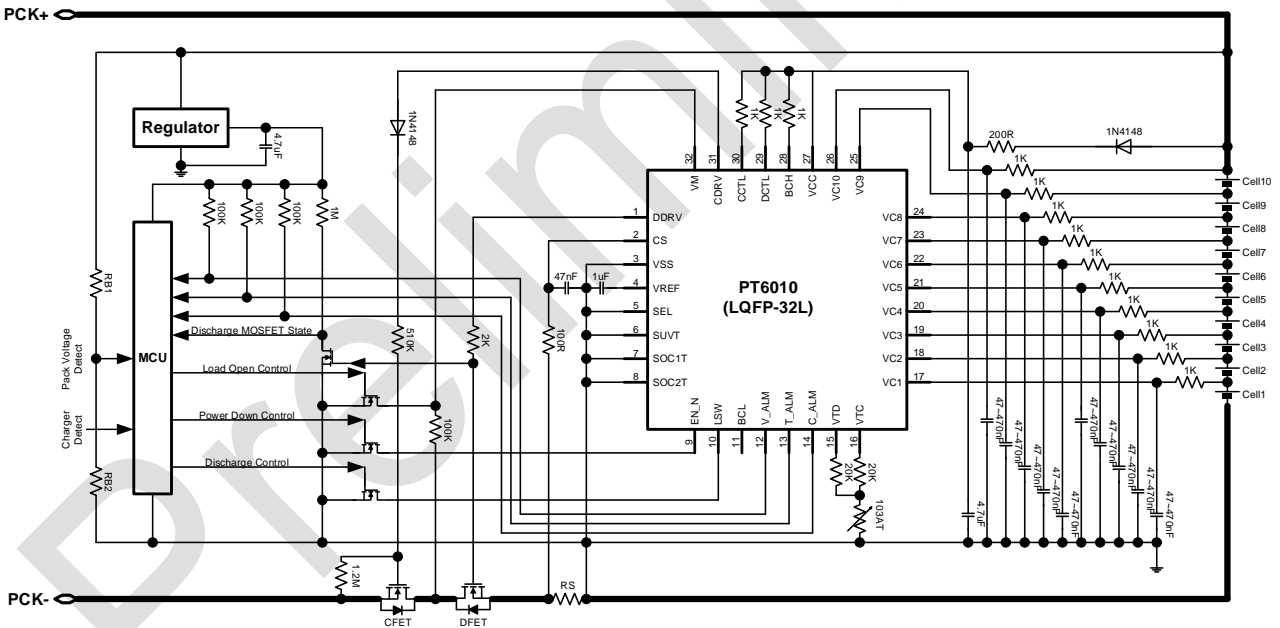 PCK+
Regulator
4.7uF
1N4148
1K
1K
1K
200R
1N4148
32
31
30
29
28
27
26
25
VM
CDRV
CCTL
DCTL
BCH
VCC
VC10
VC9
1K
Cell10
1K
Cell9
1K
Cell8
1K
Cell7
1K
Cell6
1K
Cell5
1K
Cell4
1K
Cell3
1K
Cell2
1K
Cell1
100K
100K
100K
1M
1
DDRV
2
CS
3
VSS
4
VREF
5
SEL
6
SUVT
7
SOC1T
8
SOC2T
PT6010
(LQFP-32L)
VC8
24
VC7
23
VC6
22
VC5
21
VC4
20
VC3
19
VC2
18
VC1
17
47nF
1uF
RB1
Discharge MOSFET State
510K
2K
100R
Pack Voltage
Detect
MCU
Load Open Control
Power Down Control
Charger
Detect
Discharge Control
RB2
100K
EN_N
LSW
BCL
V_ALM
T_ALM
C_ALM
VTD
VTC
9
10
11
12
13
14
15
16
20K
20K
103AT
4.7uF
47~470nF
47~470nF
47~470nF
47~470nF
47~470nF
47~470nF
47~470nF
47~470nF
47~470nF
47~470nF
1.2M
RS
PCK-
CFET
DFET
Prelimi